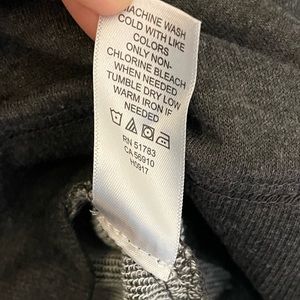 MACHINE WASH
COLD WITH LIKE
COLORS
ONLY NON-
CHLORINE BLEACH
WHEN NEEDED
TUMBLE DRY LOW
WARM IRON IF
NEEDED
RN 51783
CA 56910
H0917